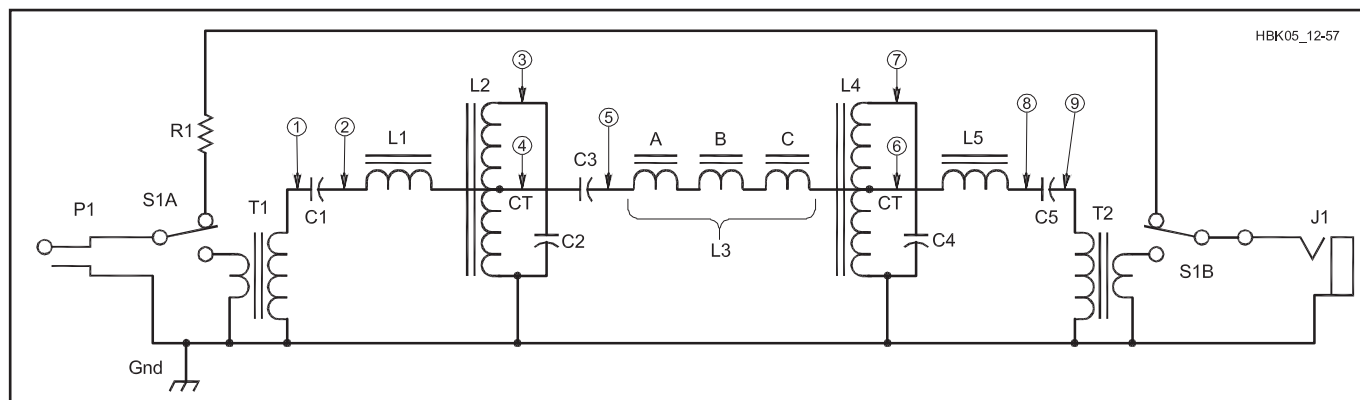 HBK05_12-57
3
7
L2
L4
R1
1
2
L1
4
C3
5
A
B
C
6
L5
8
9
P1
S1A
T1
C1
CT
C2
L3
CT
C4
C5
T2
J1
S1B
Gnd